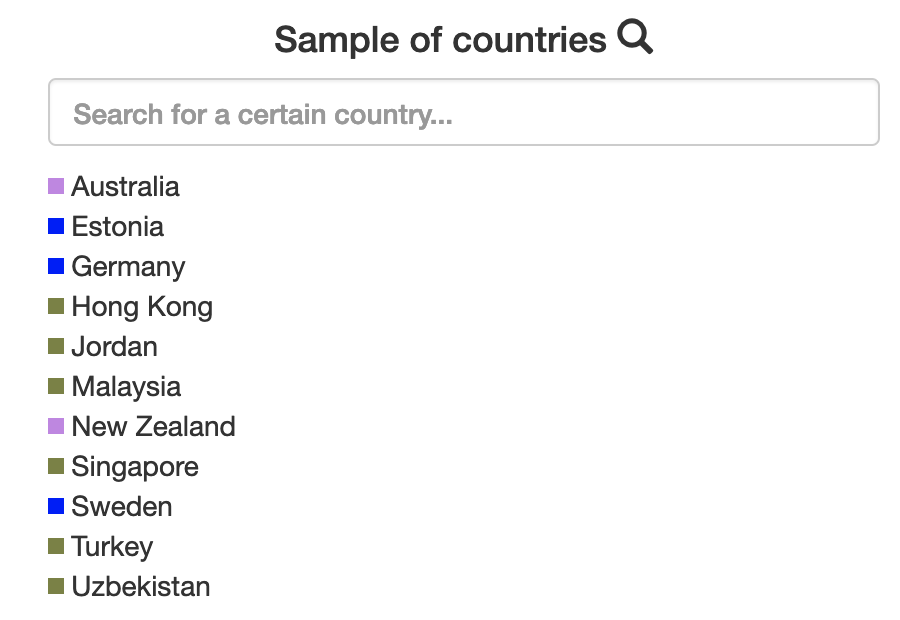 Sample of countries
Search for a certain country...
Australia
Estonia
Germany
Hong Kong
Jordan
Malaysia
New Zealand
Singapore
Sweden
Turkey
Uzbekistan